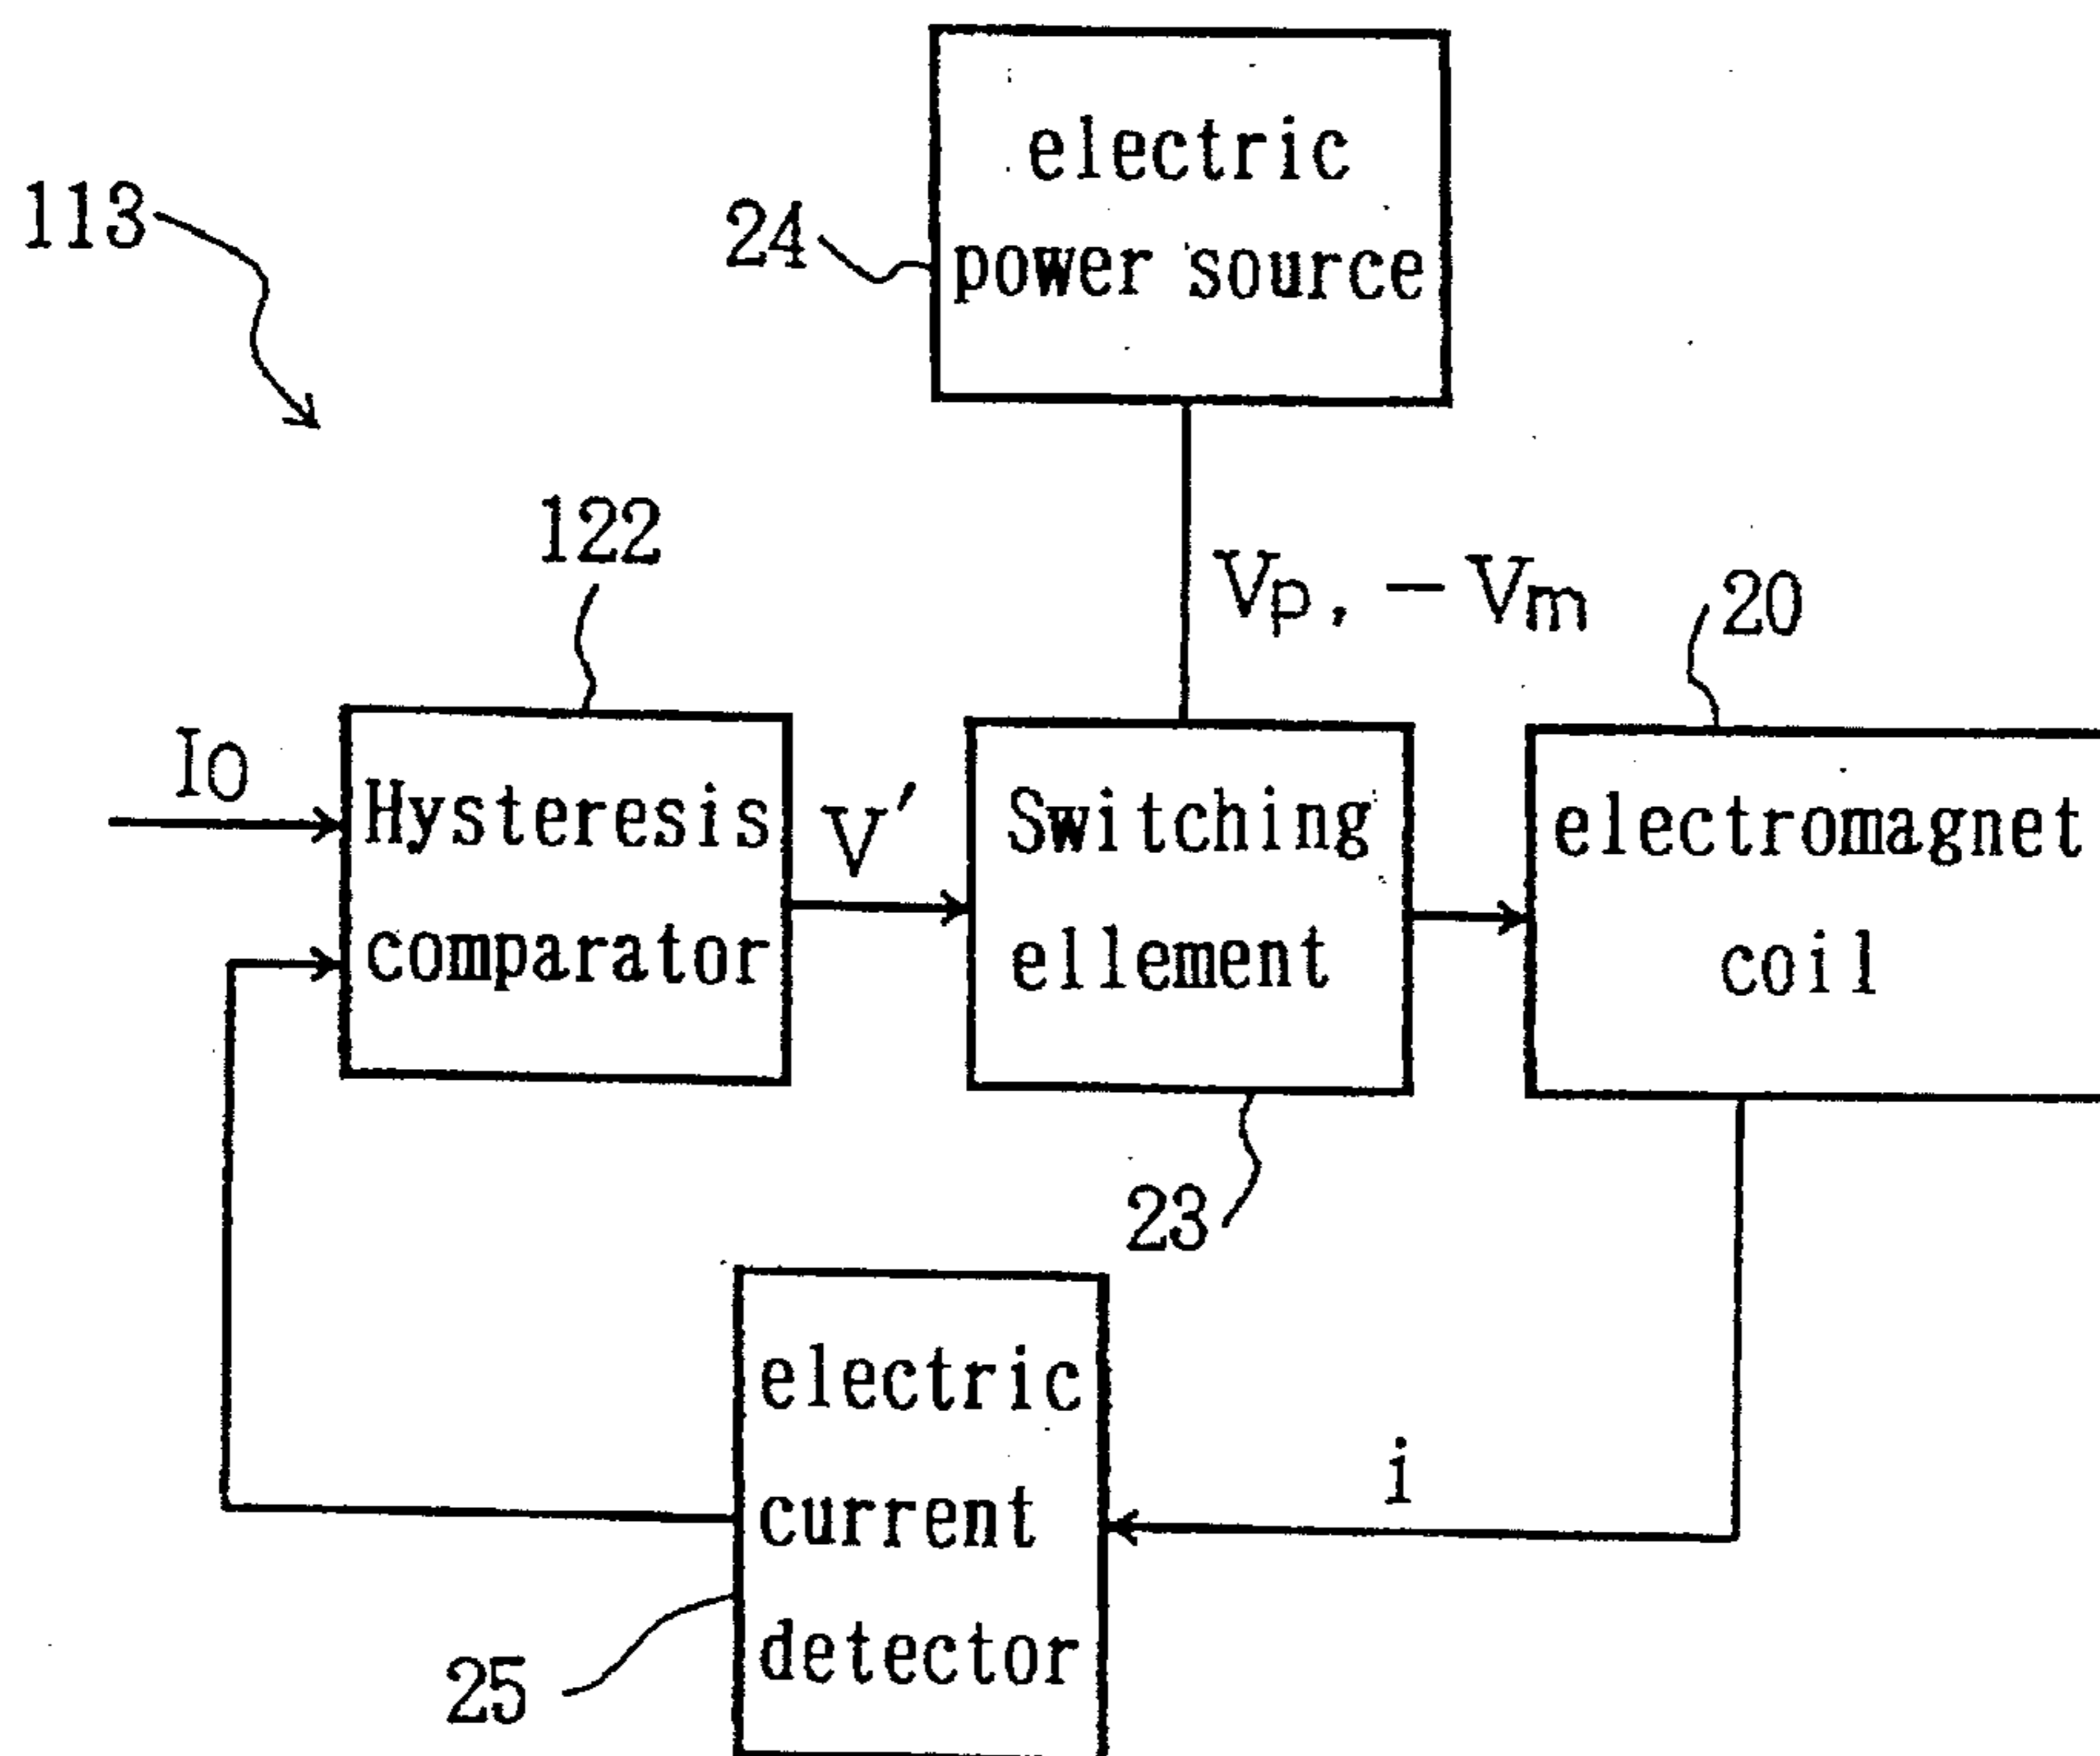 electric
power source
113
24
122
Vp, -Vm
20
IO
Hysteresis
comparator
V'
Switching
ellement
electromagnet
coil
23
electric
current
detector
i
25